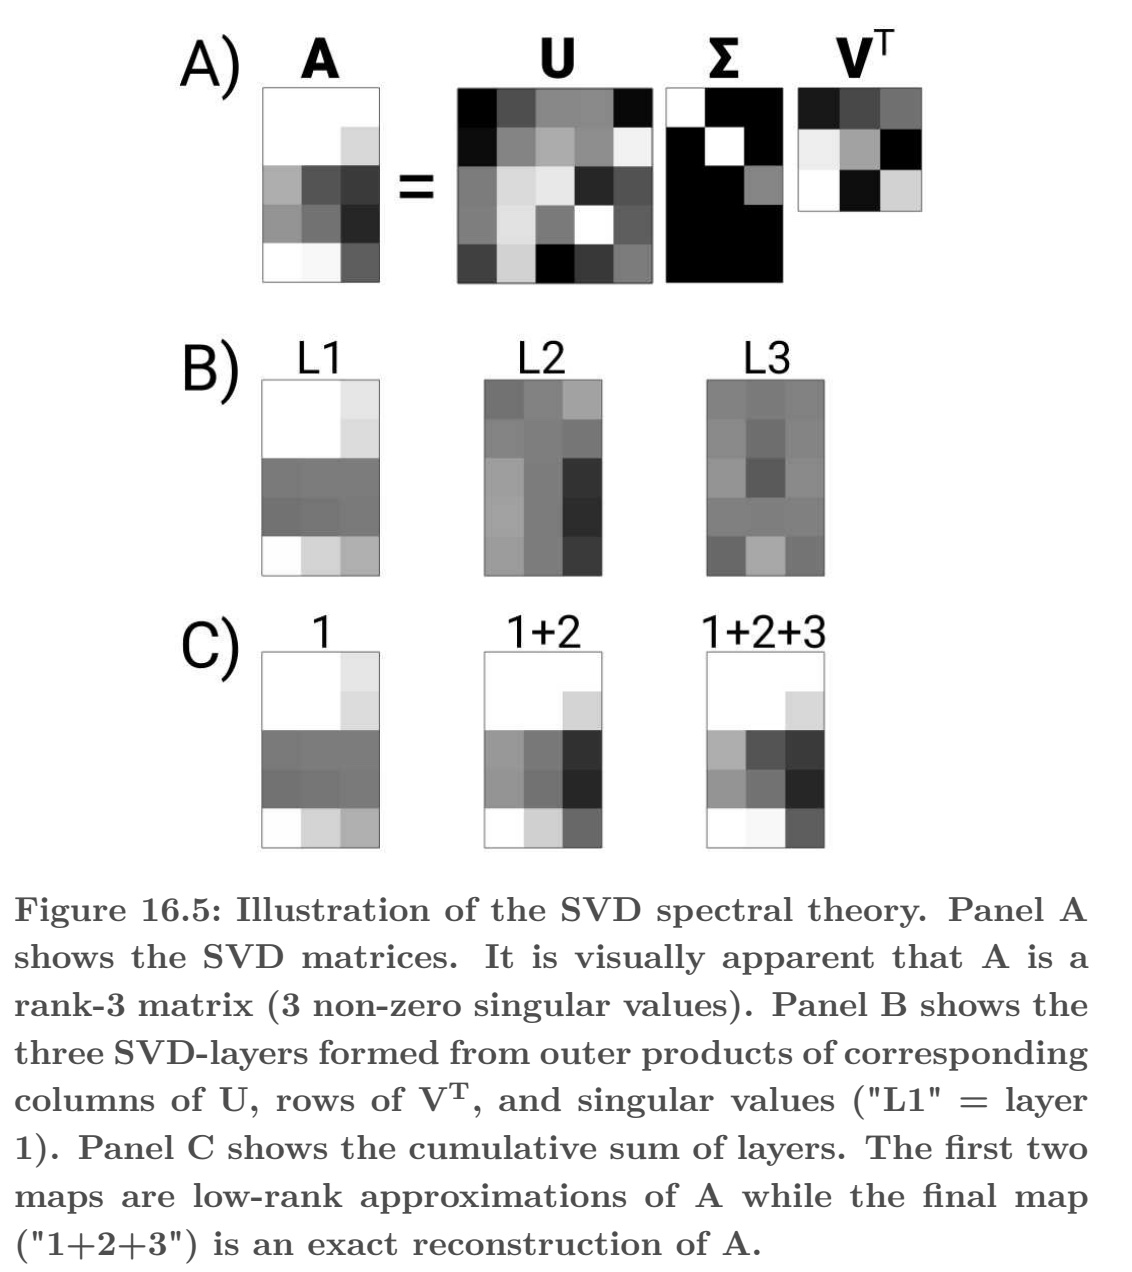 A) A = U Σ Vᵀ
B) L1 L2 L3
C) 1 1+2 1+2+3
Figure 16.5: Illustration of the SVD spectral theory. Panel A
shows the SVD matrices. It is visually apparent that A is a
rank-3 matrix (3 non-zero singular values). Panel B shows the
three SVD-layers formed from outer products of corresponding
columns of U, rows of Vᵀ, and singular values ("L1" = layer
1). Panel C shows the cumulative sum of layers. The first two
maps are low-rank approximations of A while the final map
("1+2+3") is an exact reconstruction of A.